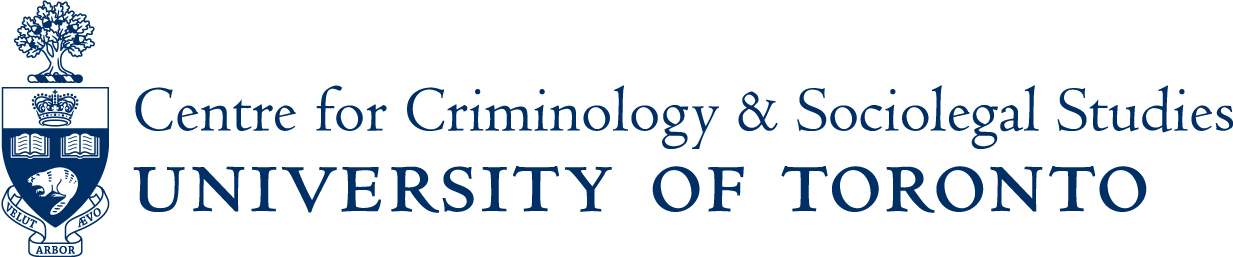 Centre for Criminology & Sociolegal Studies
UNIVERSITY OF TORONTO
VELUT
ARBOR
ÆVO